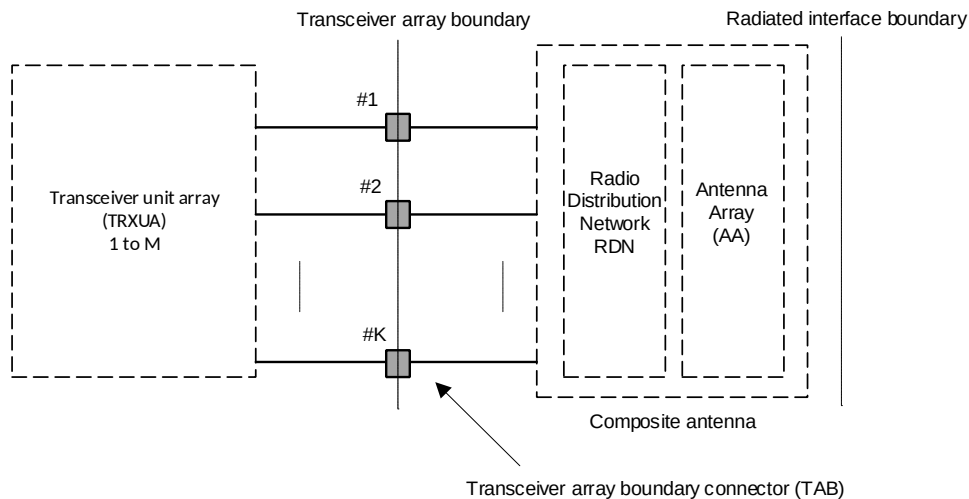 Transceiver array boundary
Radiated interface boundary
#1
#2
#K
Transceiver unit array
(TRXUA)
1 to M
Radio
Distribution
Network
RDN
Antenna
Array
(AA)
Composite antenna
Transceiver array boundary connector (TAB)